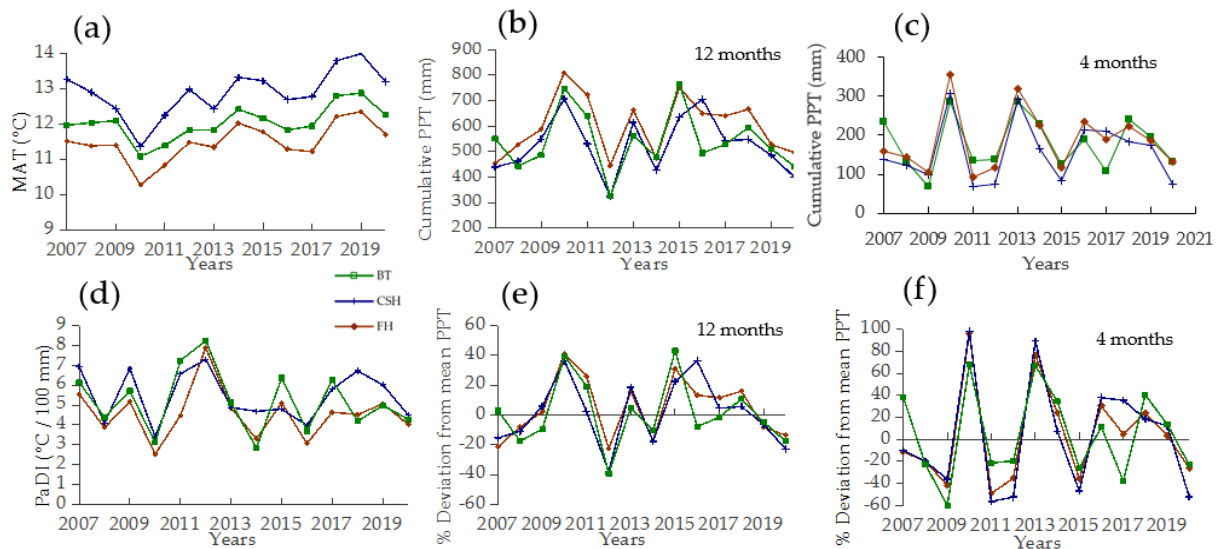 (a)
MAT (°C)
14
13
12
11
10
9
2007 2009 2011 2013 2015 2017 2019
Years
(b)
12 months
Cumulative PPT (mm)
900
800
700
600
500
400
300
200
2007 2009 2011 2013 2015 2017 2019
Years
(c)
4 months
Cumulative PPT (mm)
400
300
200
100
0
2007 2009 2011 2013 2015 2017 2019 2021
Years
BT
CSH
FH
(d)
PaDI (°C / 100 mm)
9
8
7
6
5
4
3
2
1
0
2007 2009 2011 2013 2015 2017 2019
Years
(e)
12 months
% Deviation from mean PPT
60
40
20
0
-20
-40
-60
2007 2009 2011 2013 2015 2017 2019
Years
(f)
4 months
% Deviation from mean PPT
100
80
60
40
20
0
-20
-40
-60
2007 2009 2011 2013 2015 2017 2019
Years